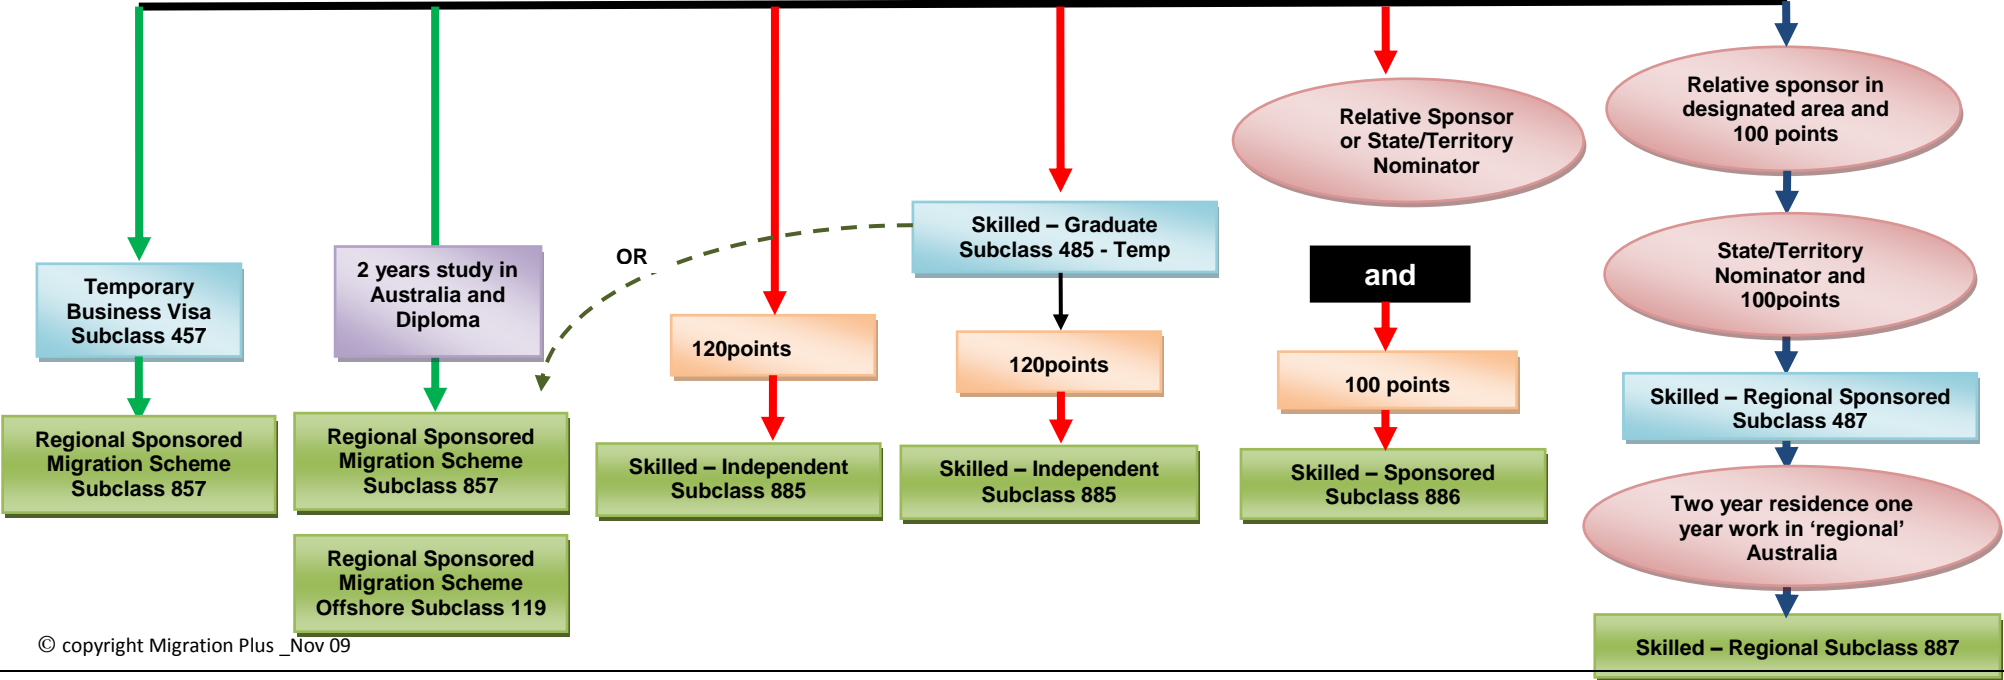 Temporary
Business Visa
Subclass 457
Regional Sponsored
Migration Scheme
Subclass 857
2 years study in
Australia and
Diploma
Regional Sponsored
Migration Scheme
Subclass 857
Regional Sponsored
Migration Scheme
Offshore Subclass 119
OR
120points
Skilled – Independent
Subclass 885
Skilled – Graduate
Subclass 485 - Temp
120points
Skilled – Independent
Subclass 885
Relative Sponsor
or State/Territory
Nominator
and
100 points
Skilled – Sponsored
Subclass 886
Relative sponsor in
designated area and
100 points
State/Territory
Nominator and
100points
Skilled – Regional Sponsored
Subclass 487
Two year residence one
year work in ‘regional’
Australia
Skilled – Regional Subclass 887
© copyright Migration Plus _Nov 09